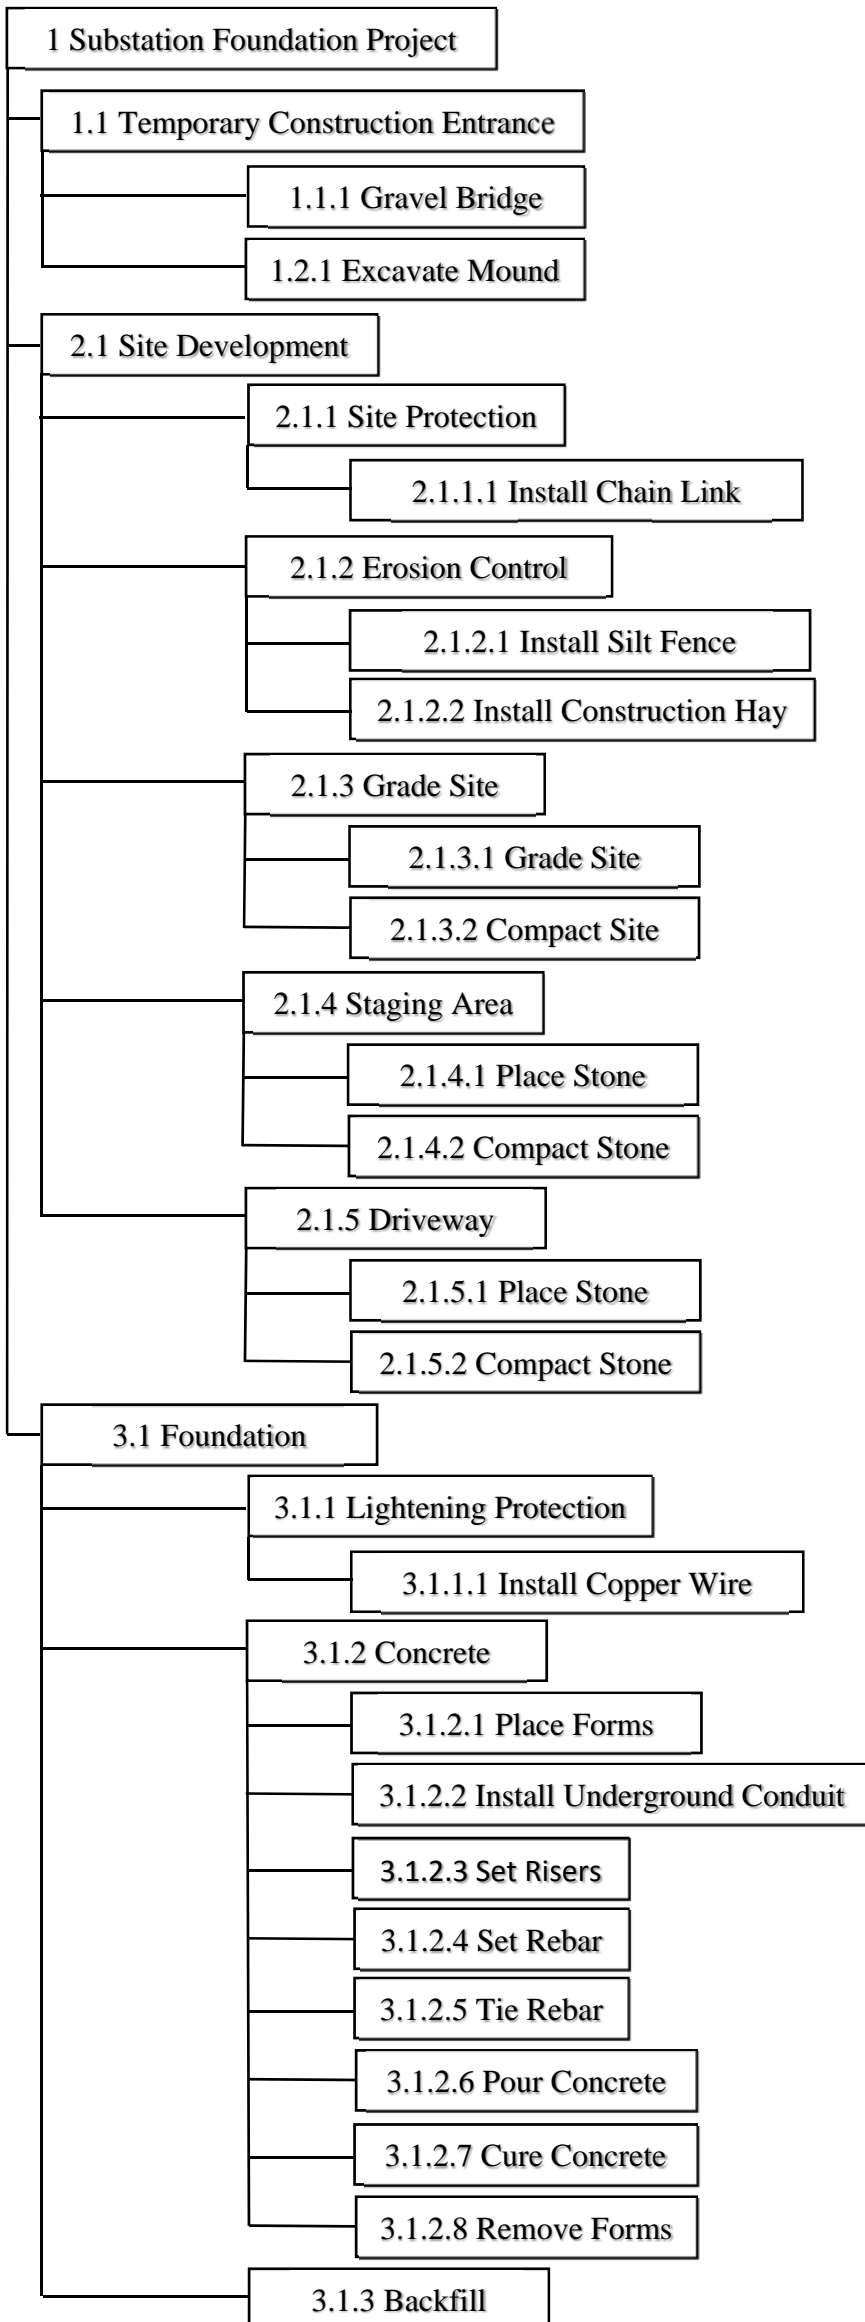 1 Substation Foundation Project
1.1 Temporary Construction Entrance
1.1.1 Gravel Bridge
1.2.1 Excavate Mound
2.1 Site Development
2.1.1 Site Protection
2.1.1.1 Install Chain Link
2.1.2 Erosion Control
2.1.2.1 Install Silt Fence
2.1.2.2 Install Construction Hay
2.1.3 Grade Site
2.1.3.1 Grade Site
2.1.3.2 Compact Site
2.1.4 Staging Area
2.1.4.1 Place Stone
2.1.4.2 Compact Stone
2.1.5 Driveway
2.1.5.1 Place Stone
2.1.5.2 Compact Stone
3.1 Foundation
3.1.1 Lightening Protection
3.1.1.1 Install Copper Wire
3.1.2 Concrete
3.1.2.1 Place Forms
3.1.2.2 Install Underground Conduit
3.1.2.3 Set Risers
3.1.2.4 Set Rebar
3.1.2.5 Tie Rebar
3.1.2.6 Pour Concrete
3.1.2.7 Cure Concrete
3.1.2.8 Remove Forms
3.1.3 Backfill